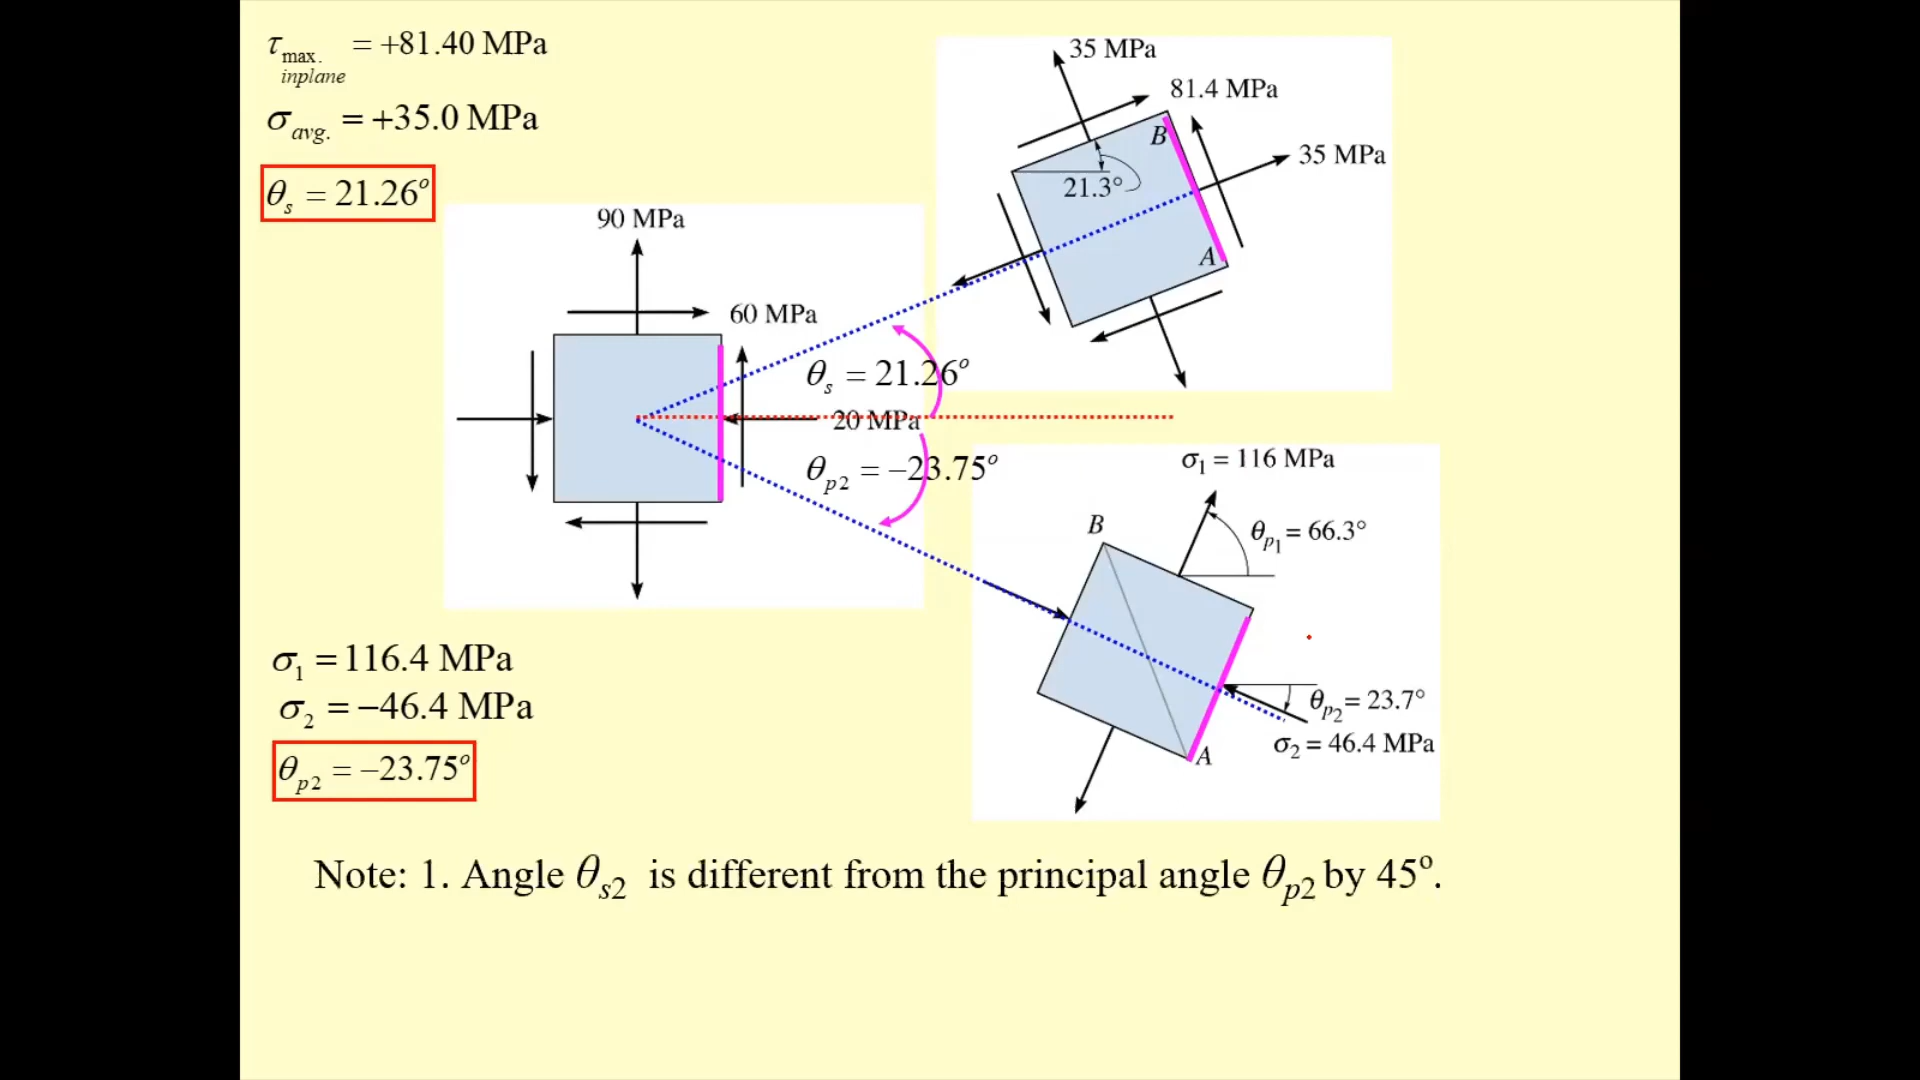 τmax. = +81.40 MPa
inplane
σavg. = +35.0 MPa
θs = 21.26°
35 MPa
81.4 MPa
B
35 MPa
21.3°
A
90 MPa
60 MPa
θs = 21.26°
20 MPa
θp2 = −23.75°
σ1 = 116 MPa
B
θp1 = 66.3°
θp2 = 23.7°
σ2 = 46.4 MPa
A
σ1 = 116.4 MPa
σ2 = −46.4 MPa
θp2 = −23.75°
Note: 1. Angle θs2 is different from the principal angle θp2 by 45°.